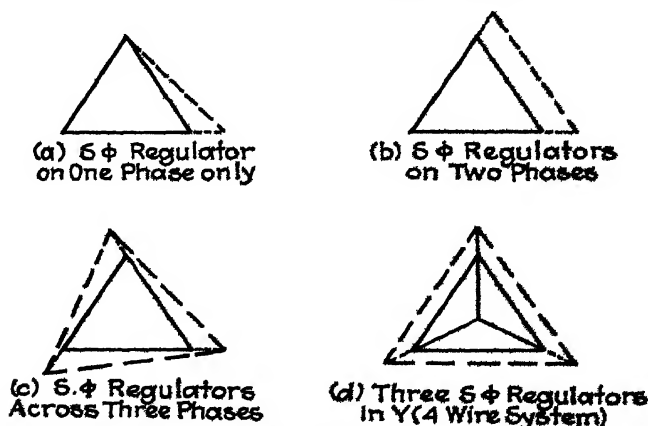 (a) S φ Regulator
on One Phase only
(b) S φ Regulators
on Two Phases
(c) S.φ Regulators
Across Three Phases
(d) Three S φ Regulators
in Y (4 Wire System)